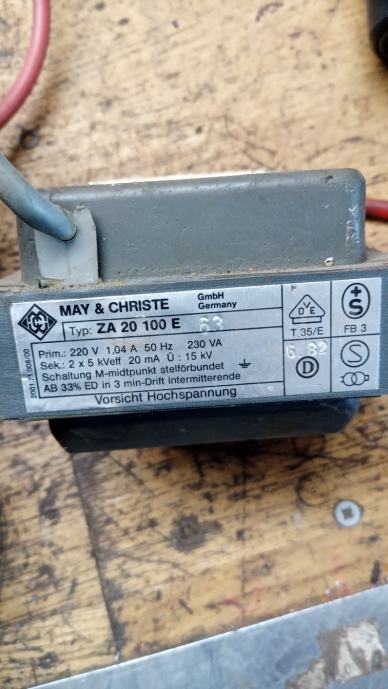 MAY & CHRISTE GmbH Germany
Typ: ZA 20 100 E 63
Prim.: 220 V 1,04 A 50 Hz 230 VA
Sek.: 2 x 5 kVeff 20 mA Ü : 15 kV
Schaltung M-midtpunkt stelförbundet
AB 33% ED in 3 min-Drift intermitterende
Vorsicht Hochspannung
VDE
T 35/E
6 82
D
+S
FB 3
S